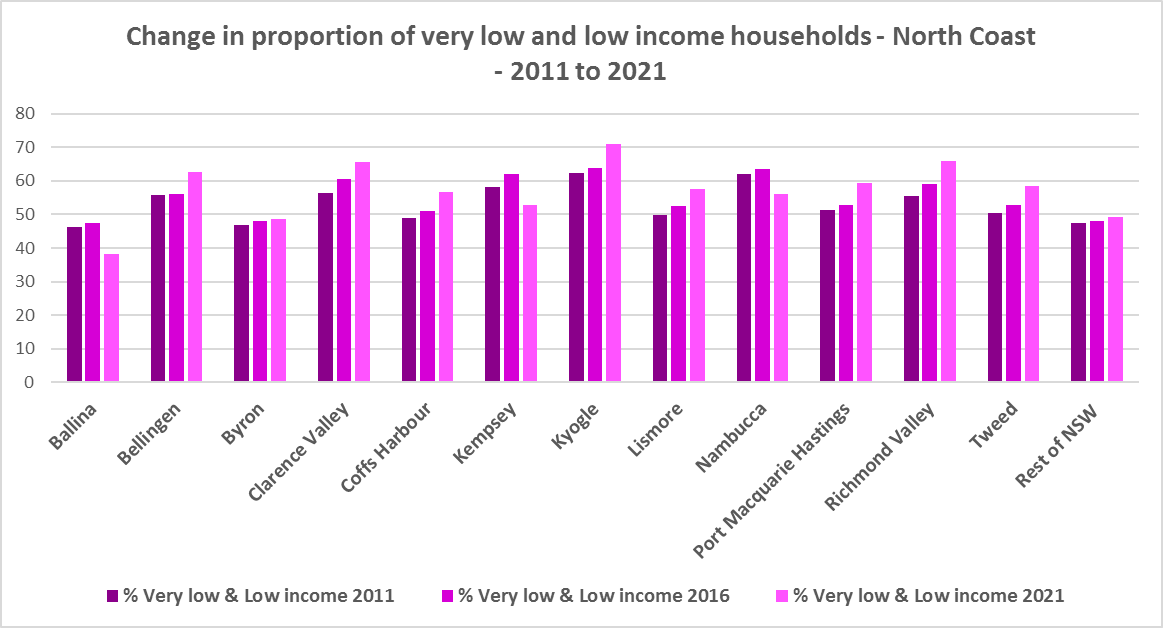 Change in proportion of very low and low income households - North Coast
- 2011 to 2021
80
70
60
50
40
30
20
10
0
Ballina
Bellingen
Byron
Clarence Valley
Coffs Harbour
Kempsey
Kyogle
Lismore
Nambucca
Port Macquarie Hastings
Richmond Valley
Tweed
Rest of NSW
% Very low & Low income 2011
% Very low & Low income 2016
% Very low & Low income 2021